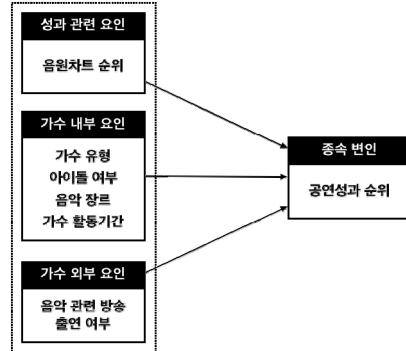 성과 관련 요인
음원차트 순위
가수 내부 요인
가수 유형
아이돌 여부
음악 장르
가수 활동기간
가수 외부 요인
음악 관련 방송
출연 여부
종속 변인
공연성과 순위